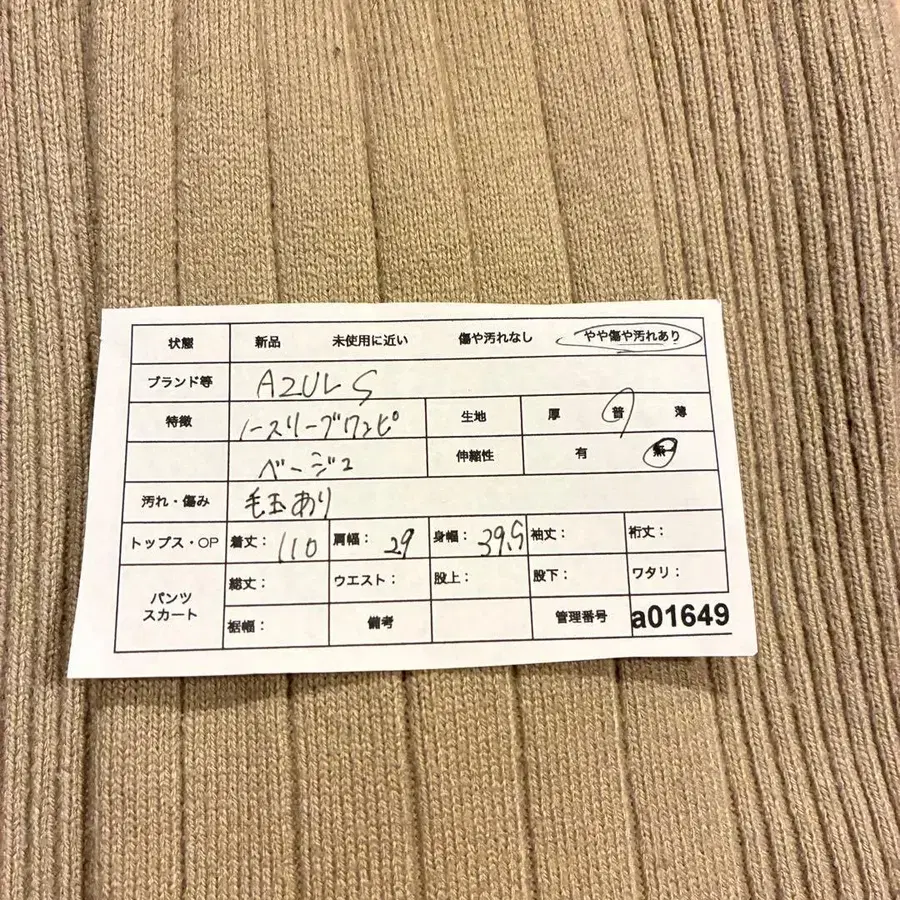 状態 新品 未使用に近い 傷や汚れなし やや傷や汚れあり
ブランド等 AZUL S
特徴 ノースリーブワンピ 生地 厚 普 薄
ベージュ 伸縮性 有 無
汚れ・傷み 毛玉あり
トップス・OP 着丈: 110 肩幅: 29 身幅: 39.5 袖丈: 裄丈:
パンツ 総丈: ウエスト: 股上: 股下: ワタリ:
スカート 裾幅: 備考 管理番号 a01649